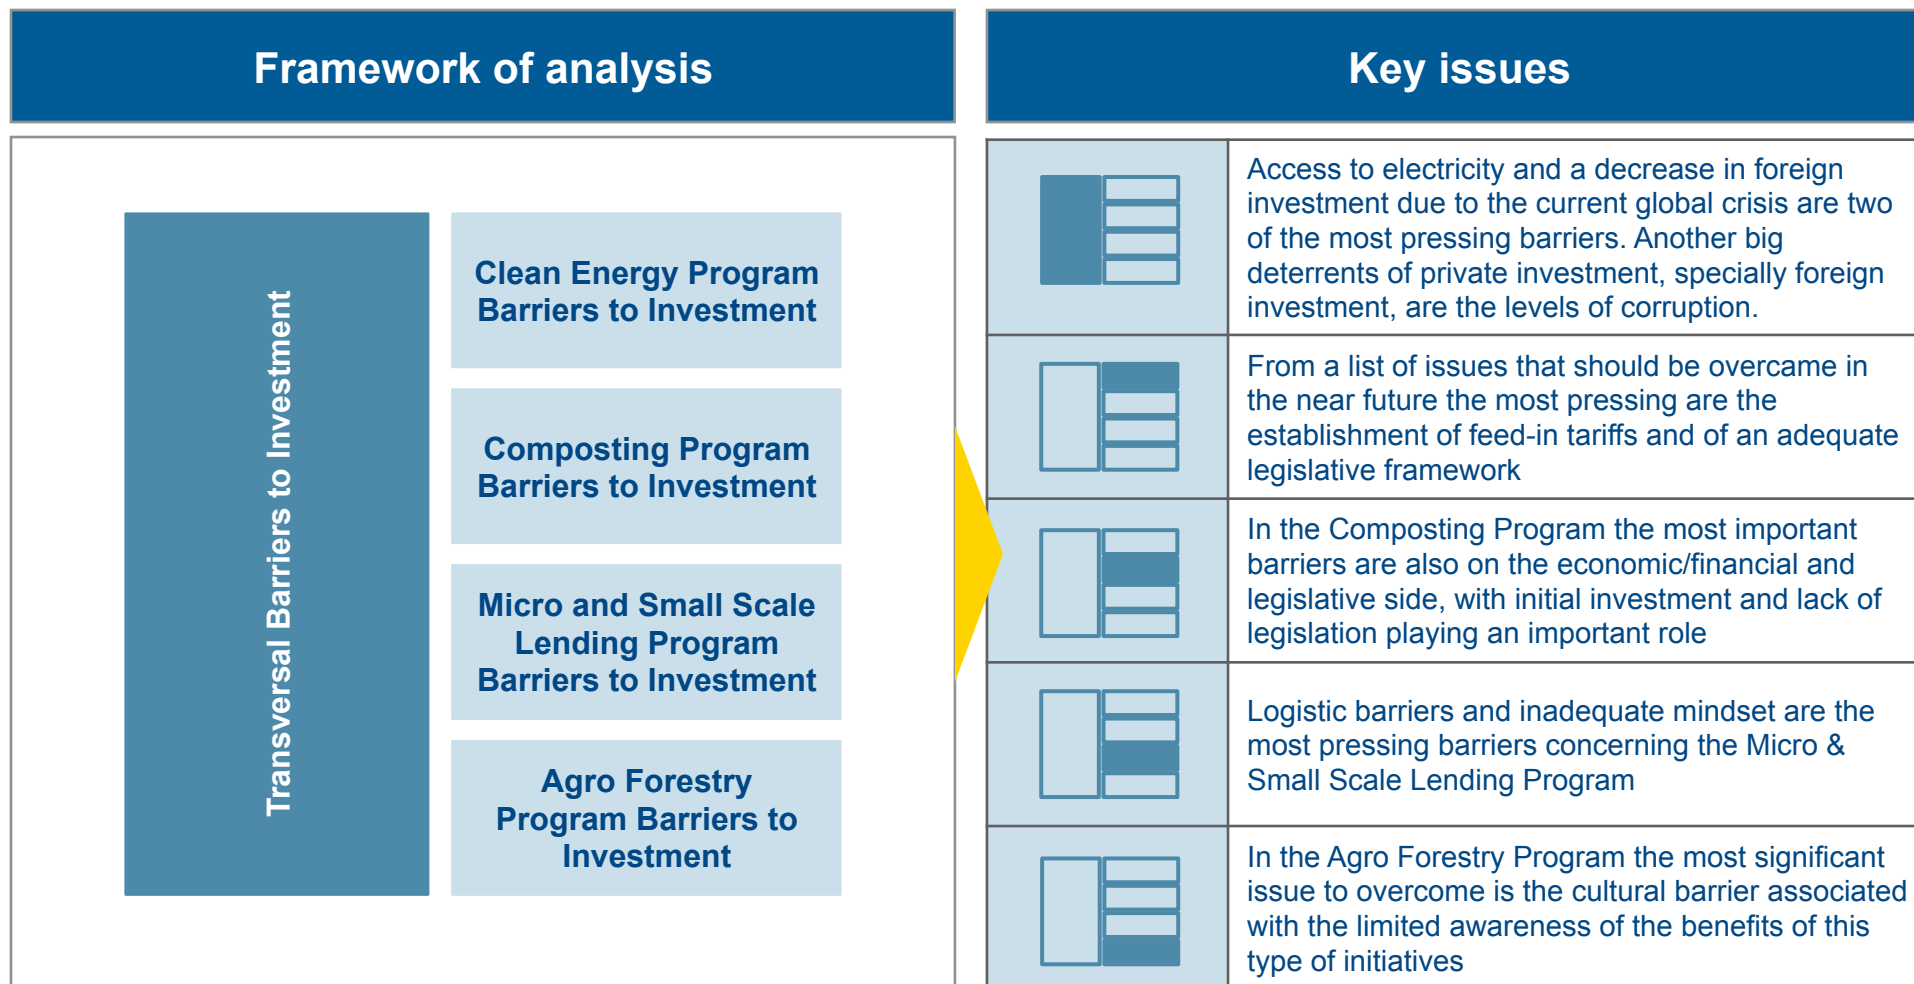 Framework of analysis
Transversal Barriers to Investment
Clean Energy Program
Barriers to Investment
Composting Program
Barriers to Investment
Micro and Small Scale
Lending Program
Barriers to Investment
Agro Forestry
Program Barriers to
Investment
Key issues
Access to electricity and a decrease in foreign
investment due to the current global crisis are two
of the most pressing barriers. Another big
deterrents of private investment, specially foreign
investment, are the levels of corruption.
From a list of issues that should be overcame in
the near future the most pressing are the
establishment of feed-in tariffs and of an adequate
legislative framework
In the Composting Program the most important
barriers are also on the economic/financial and
legislative side, with initial investment and lack of
legislation playing an important role
Logistic barriers and inadequate mindset are the
most pressing barriers concerning the Micro &
Small Scale Lending Program
In the Agro Forestry Program the most significant
issue to overcome is the cultural barrier associated
with the limited awareness of the benefits of this
type of initiatives